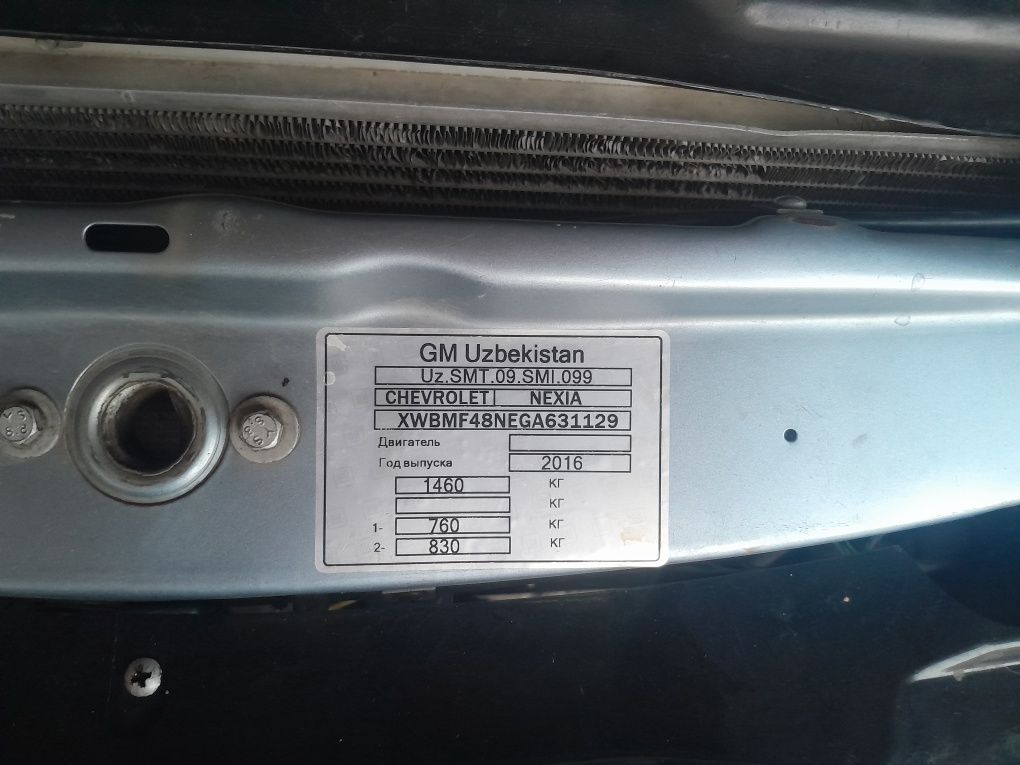 GM Uzbekistan
Uz.SMT.09.SMI.099
CHEVROLET NEXIA
XWBMF48NEGA631129
Двигатель
Год выпуска 2016
1460 КГ
КГ
1- 760 КГ
2- 830 КГ